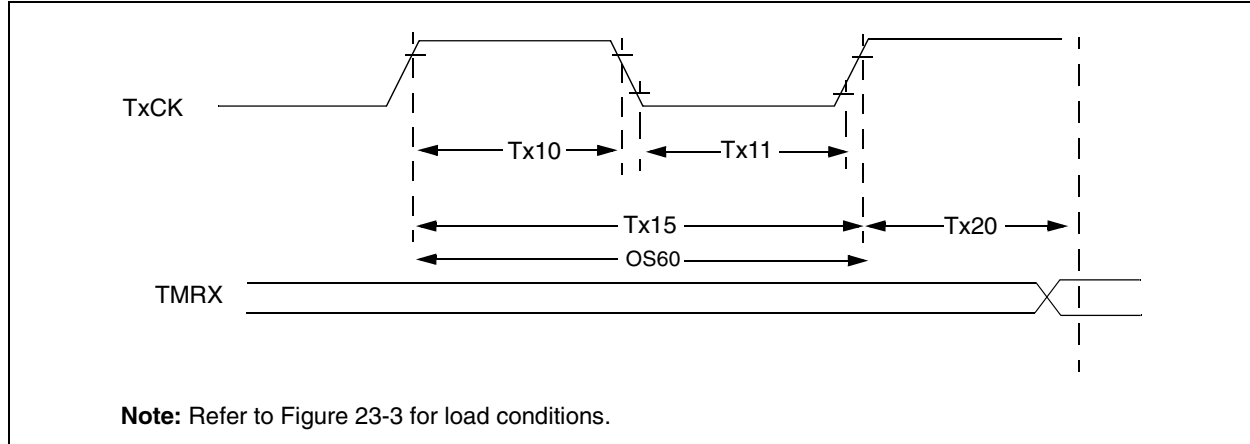 TxCK
Tx10
Tx11
Tx15
Tx20
OS60
TMRX
Note: Refer to Figure 23-3 for load conditions.